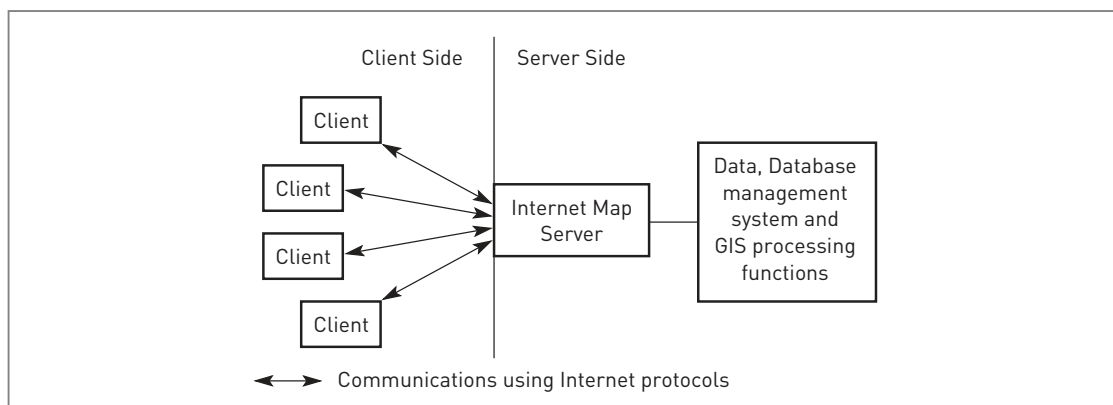 Client Side
Server Side
Client
Client
Client
Client
Internet Map
Server
Data, Database
management
system and
GIS processing
functions
Communications using Internet protocols